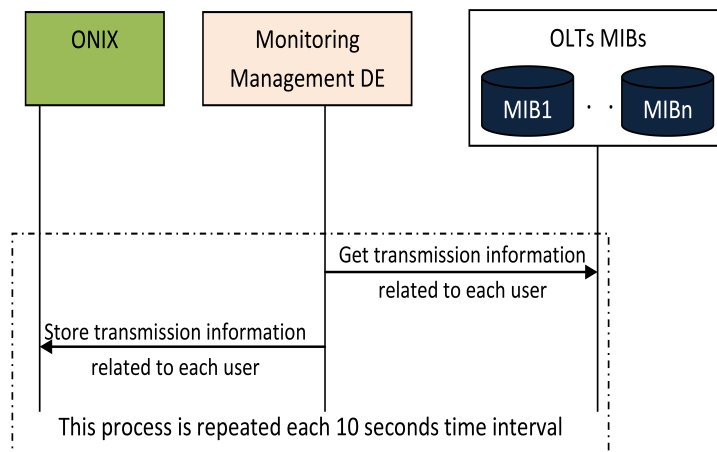 ONIX
Monitoring
Management DE
OLTs MIBs
MIB1
. .
MIBn
Get transmission information
related to each user
Store transmission information
related to each user
This process is repeated each 10 seconds time interval